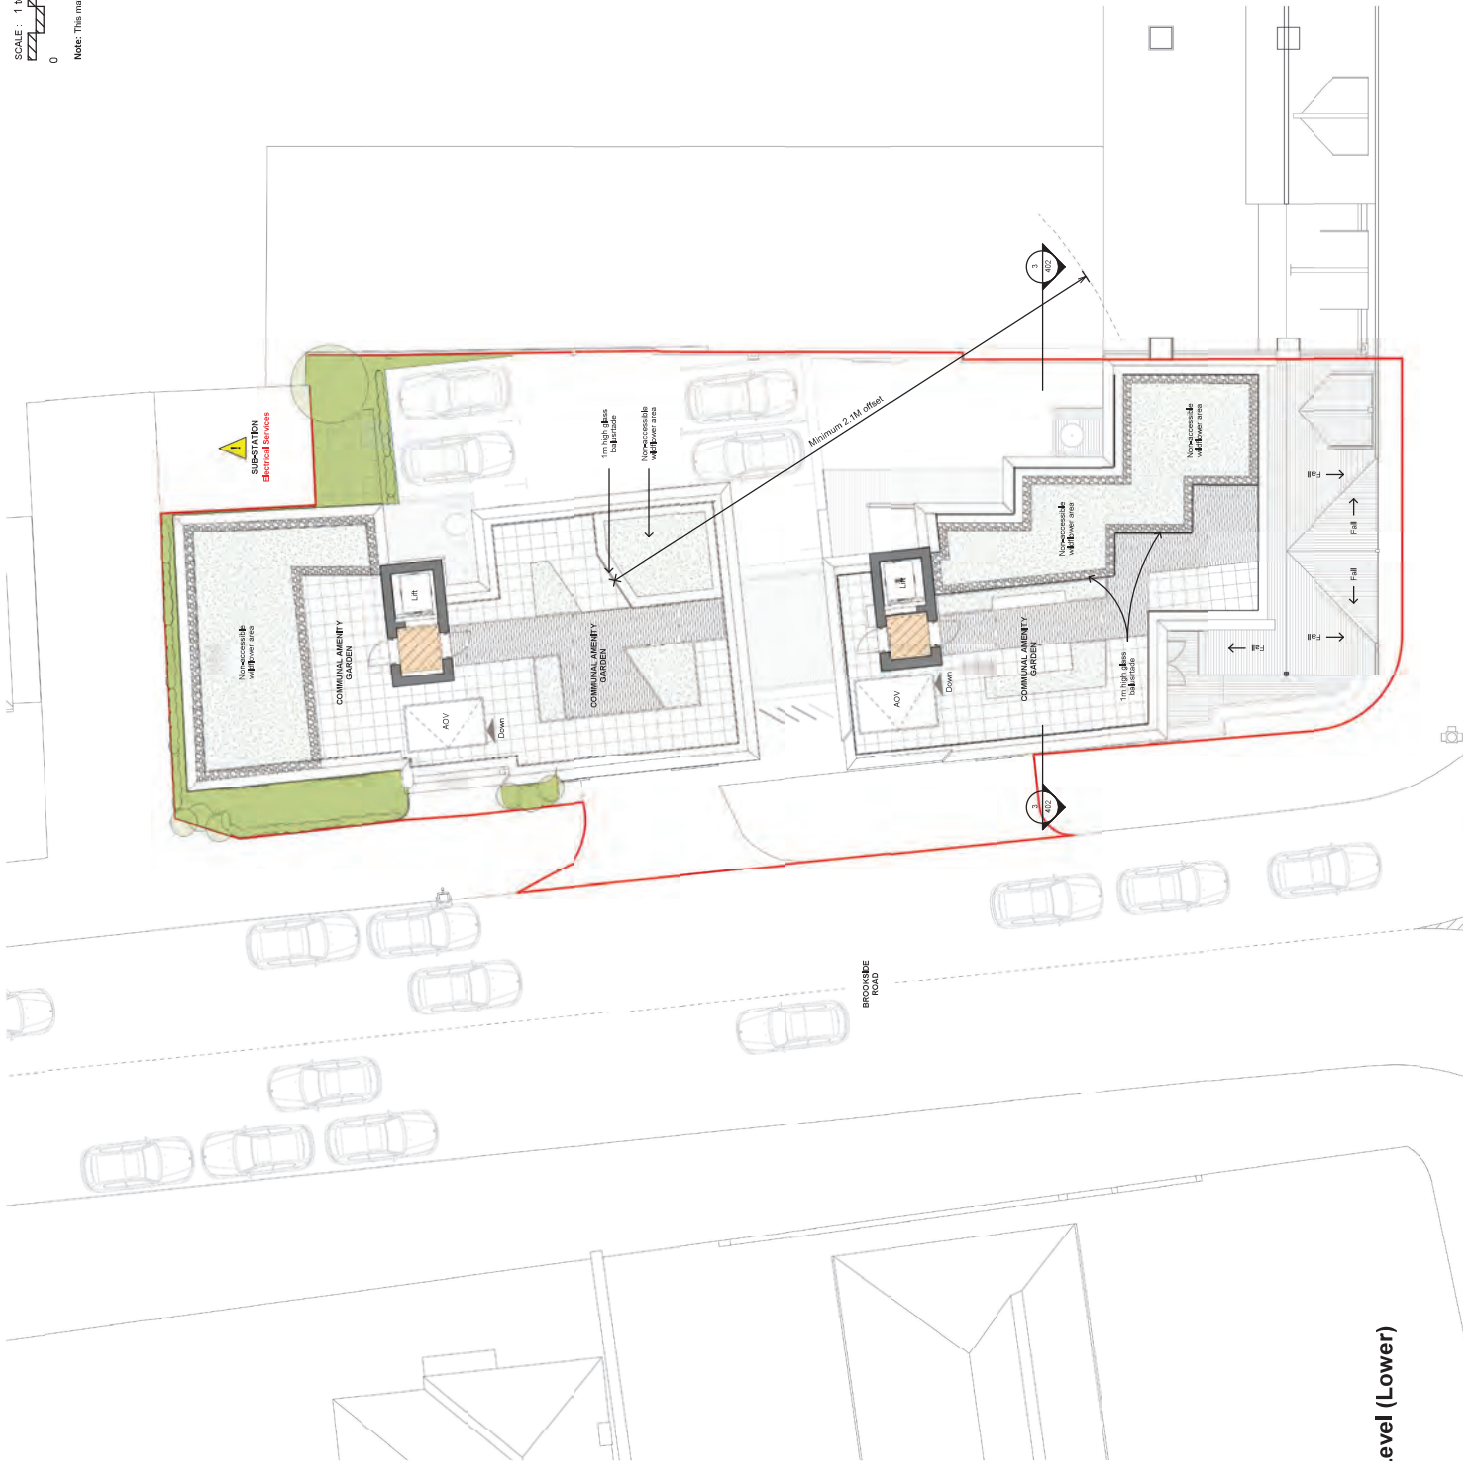 SCALE : 1 t
0
Note: This ma
SUB-STATION
Electrical Services
1m high glass
balusrtade
Non-accessible
wildflower area
Minimum 2.1M offset
3
402
Non-accessible
wildflower area
Non-accessible
wildflower area
Non-accessible
wildflower area
COMMUNAL AMENITY
GARDEN
Lift
AOV
Down
COMMUNAL AMENITY
GARDEN
Lift
AOV
Down
COMMUNAL AMENITY
GARDEN
1m high glass
balusrtade
Fall
Fall
Fall
Fall
Fall
3
402
BROOKSIDE
ROAD
evel (Lower)